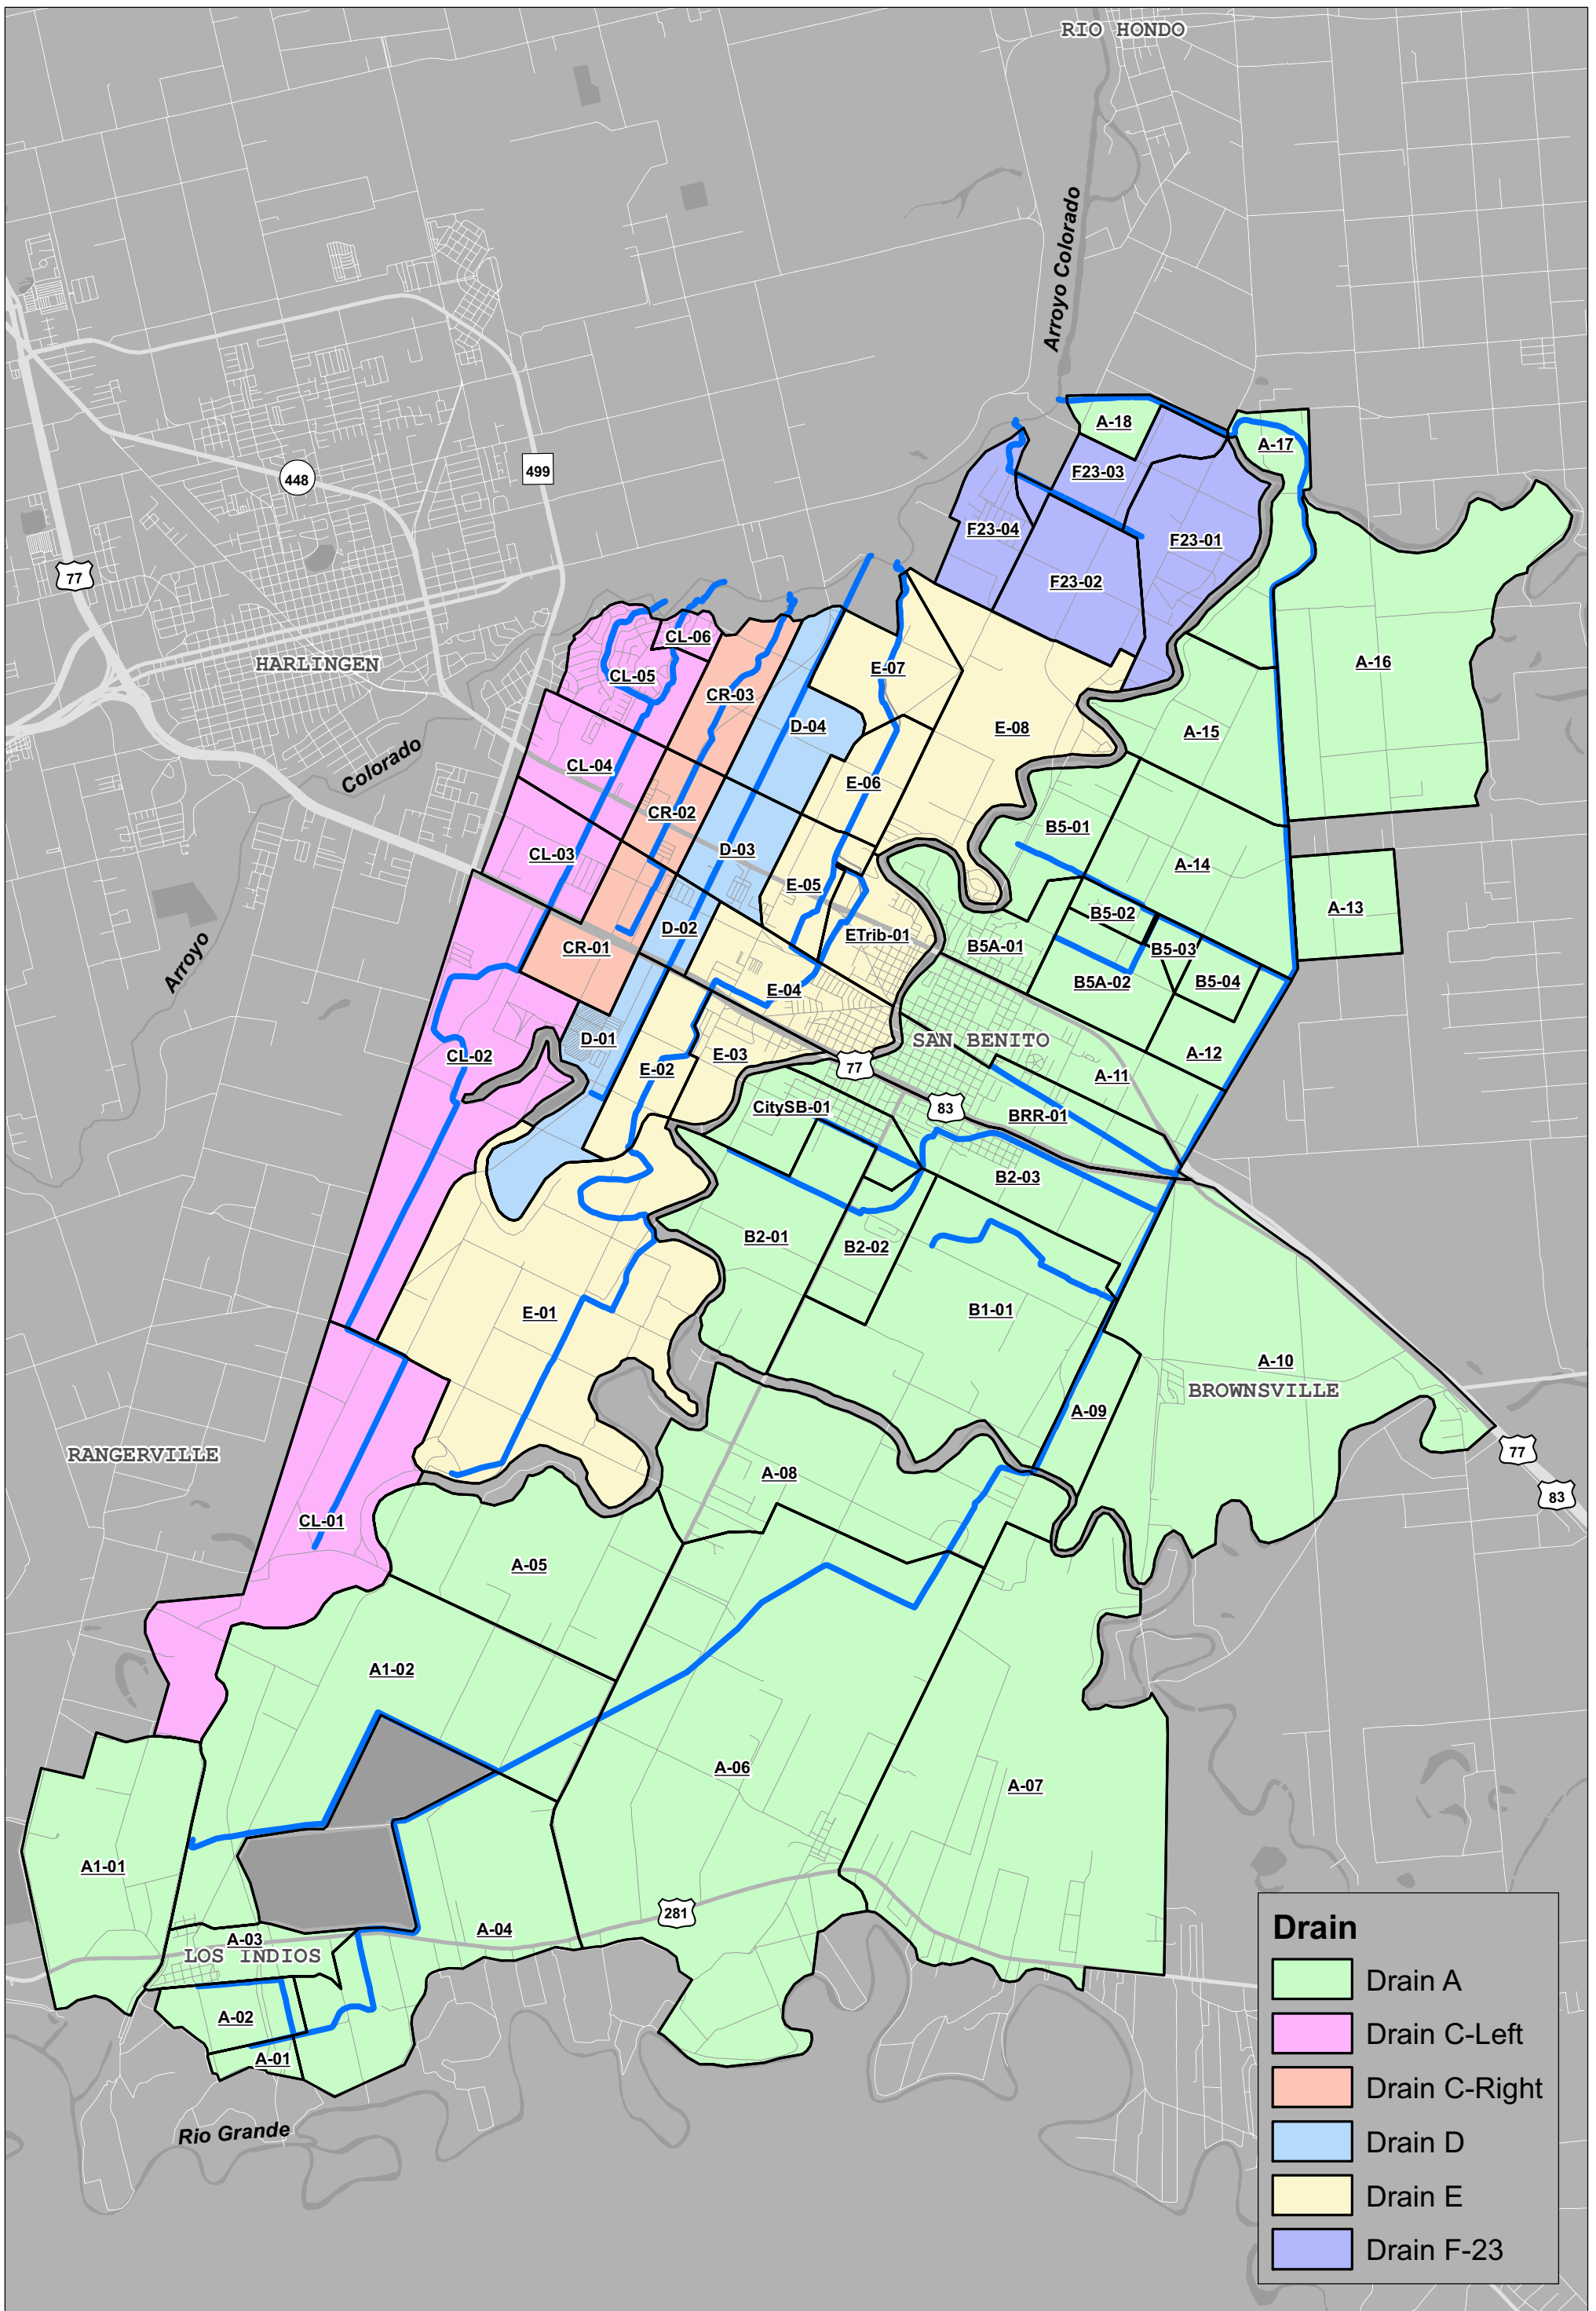 RIO HONDO
Arroyo Colorado
A-18
A-17
499
448
F23-03
F23-04
F23-01
77
F23-02
CL-06
HARLINGEN
A-16
E-07
CL-05
CR-03
D-04
E-08
A-15
Colorado
CL-04
E-06
CR-02
B5-01
D-03
CL-03
A-14
E-05
A-13
B5-02
D-02
ETrib-01
B5A-01
CR-01
B5-03
Arroyo
B5A-02
B5-04
E-04
D-01
SAN BENITO
CL-02
E-03
A-12
E-02
77
A-11
CitySB-01
83
BRR-01
B2-03
B2-01
B2-02
E-01
B1-01
A-10
BROWNSVILLE
A-09
RANGERVILLE
77
A-08
83
CL-01
A-05
A1-02
A-06
A-07
A1-01
281
A-04
A-03
LOS INDIOS
A-02
A-01
Rio Grande
Drain
Drain A
Drain C-Left
Drain C-Right
Drain D
Drain E
Drain F-23